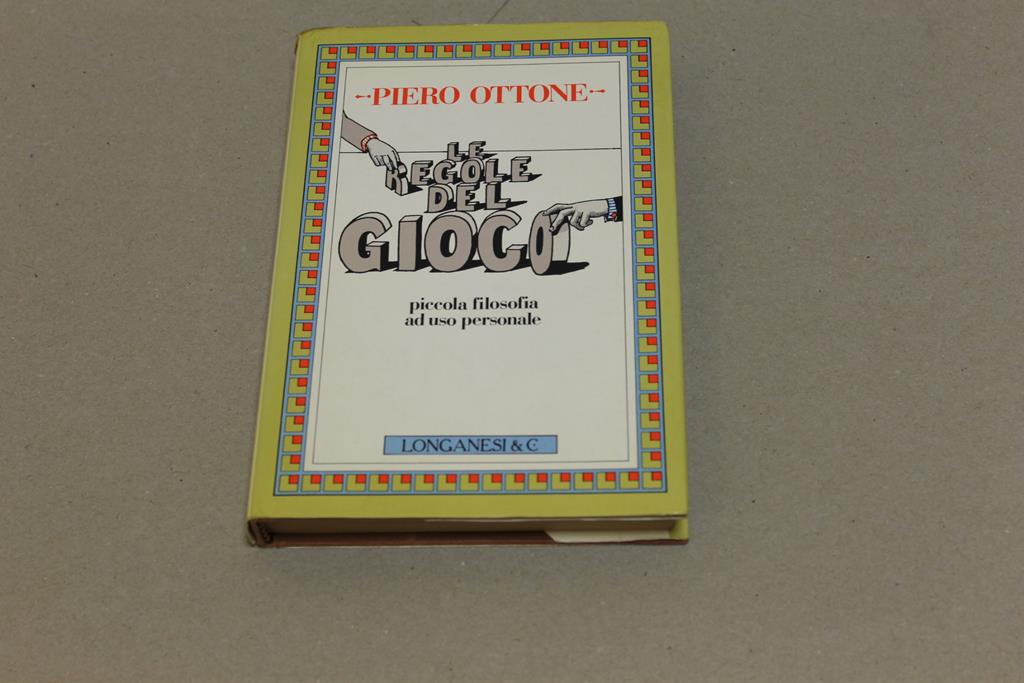 PIERO OTTONE
LE
REGOLE
DEL
GIOCO
piccola filosofia
ad uso personale
LONGANESI & C